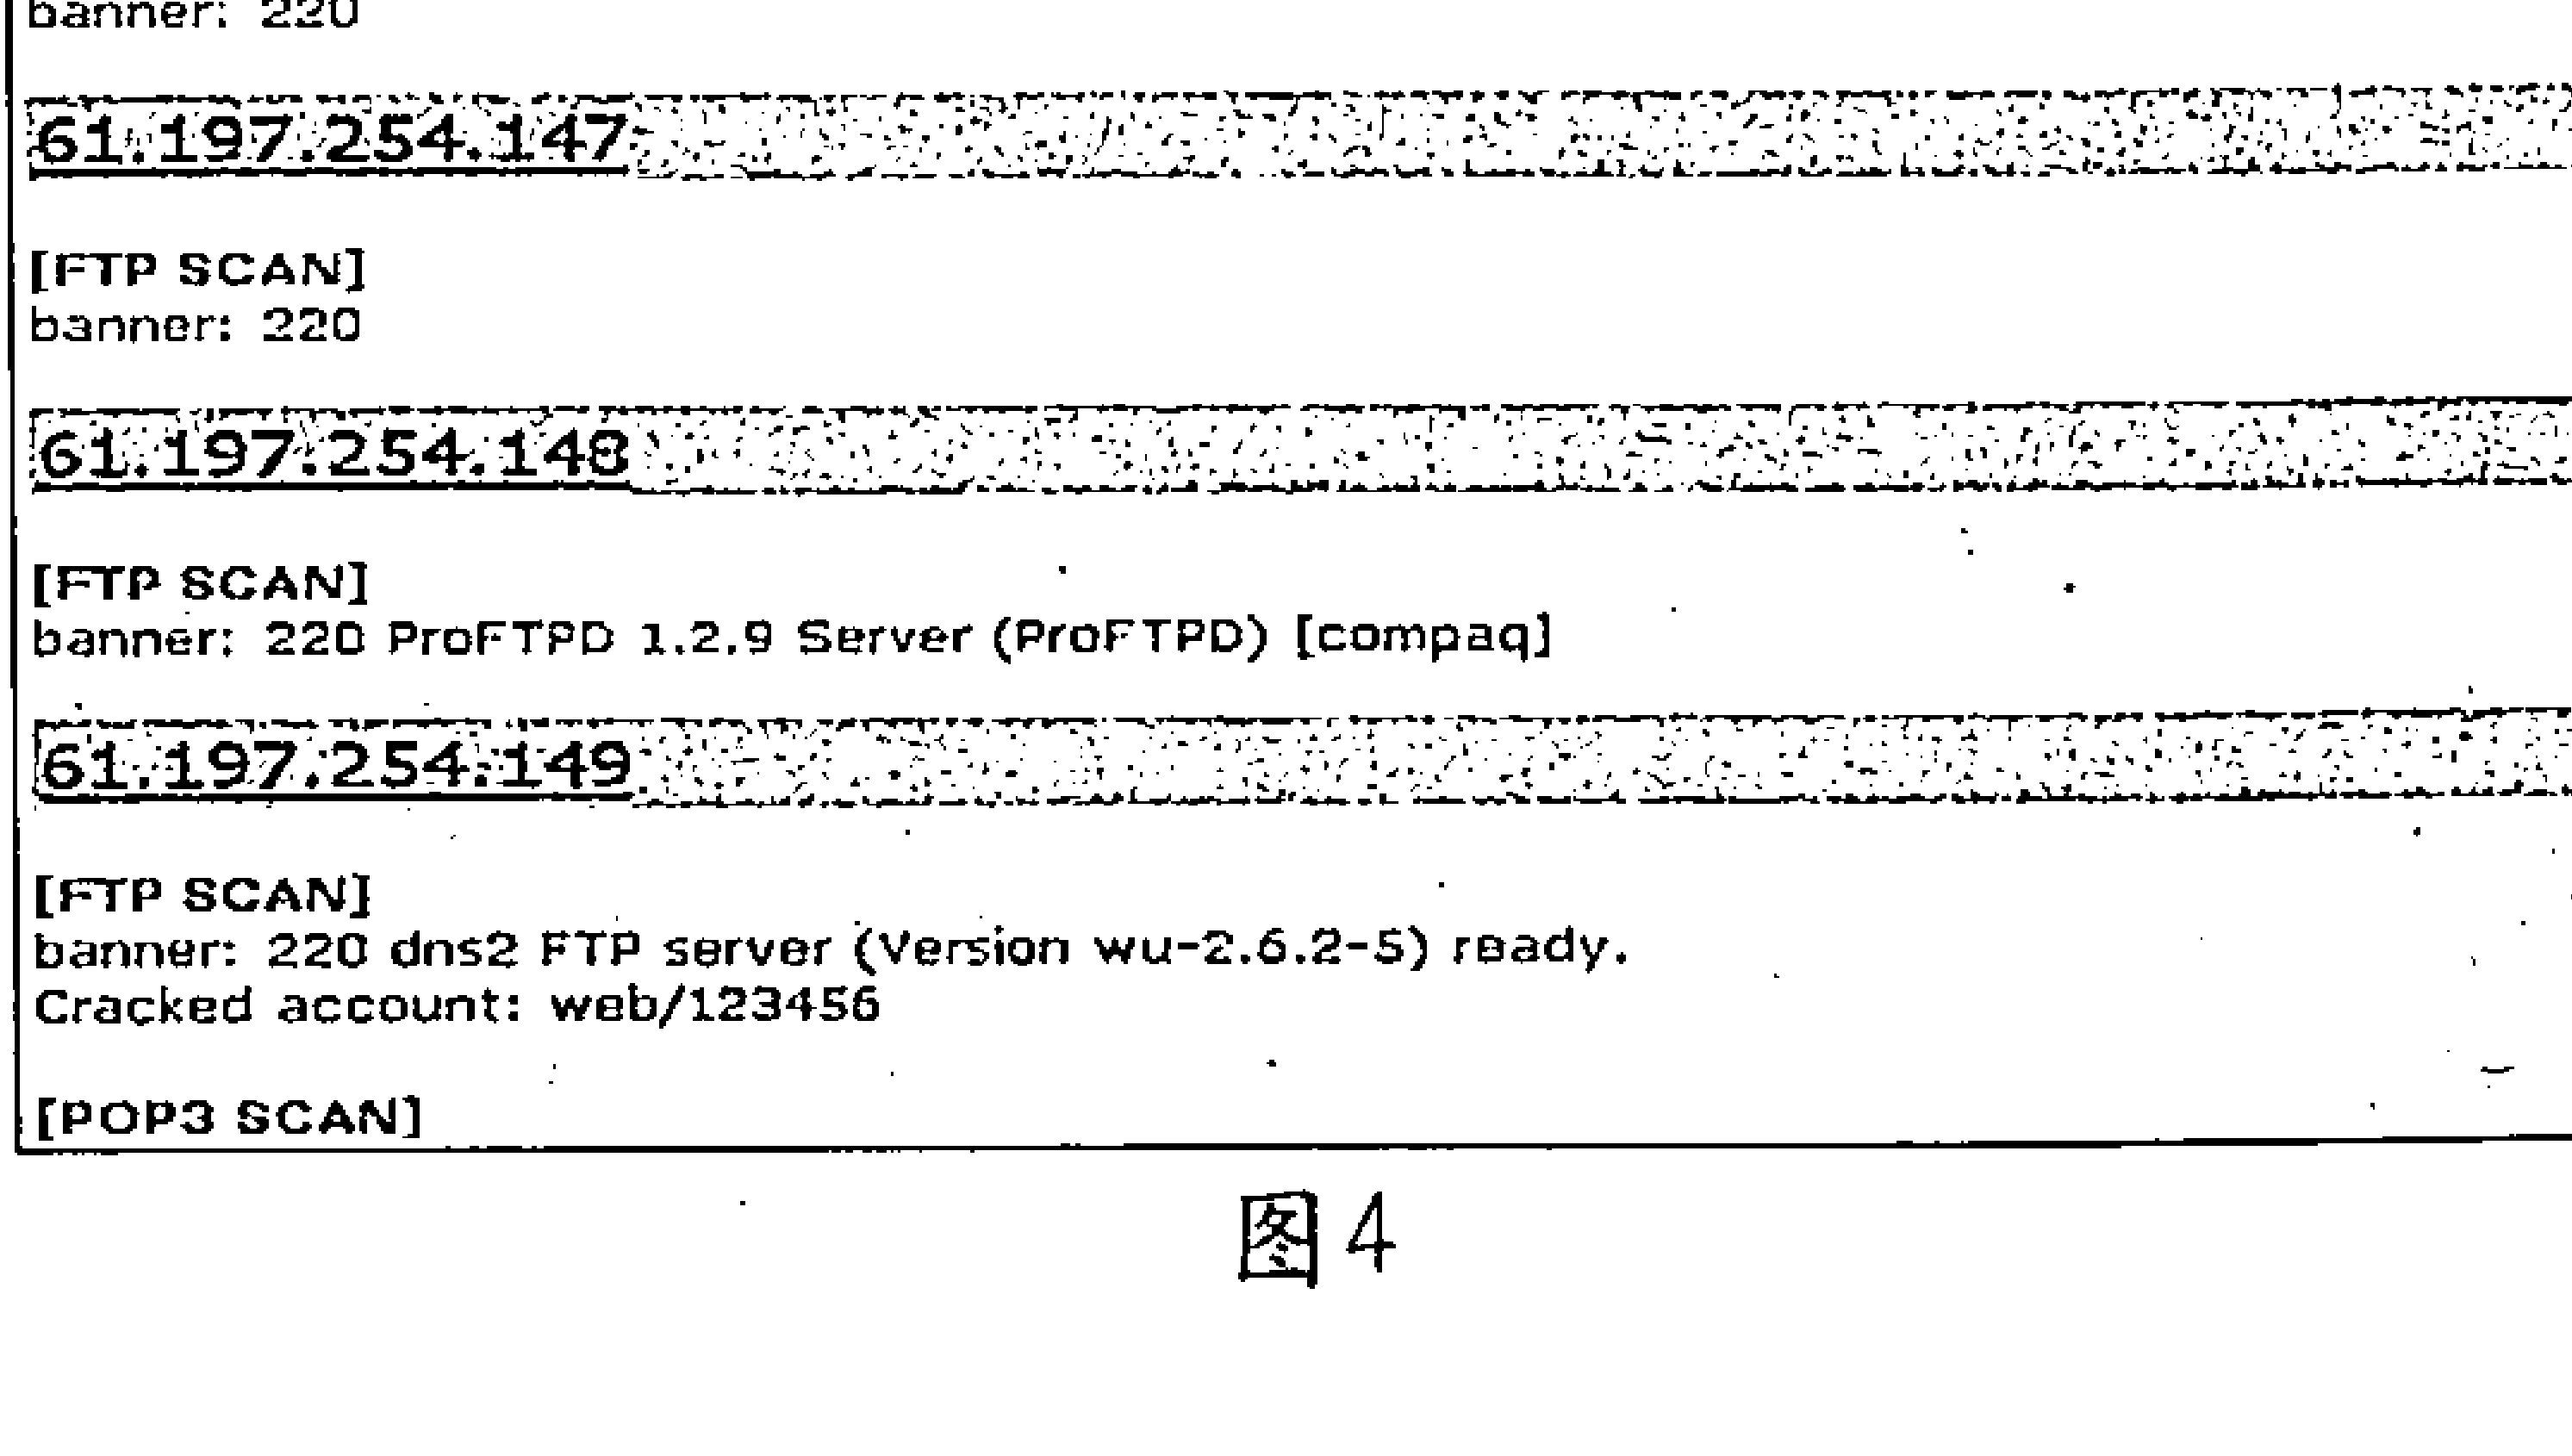 banner: 220
61.197.254.147
[FTP SCAN]
banner: 220
61.197.254.148
[FTP SCAN]
banner: 220 ProFTPD 1.2.9 Server (ProFTPD) [compaq]
61.197.254.149
[FTP SCAN]
banner: 220 dns2 FTP server (Version wu-2.6.2-5) ready.
Cracked account: web/123456
[POP3 SCAN]
图 4